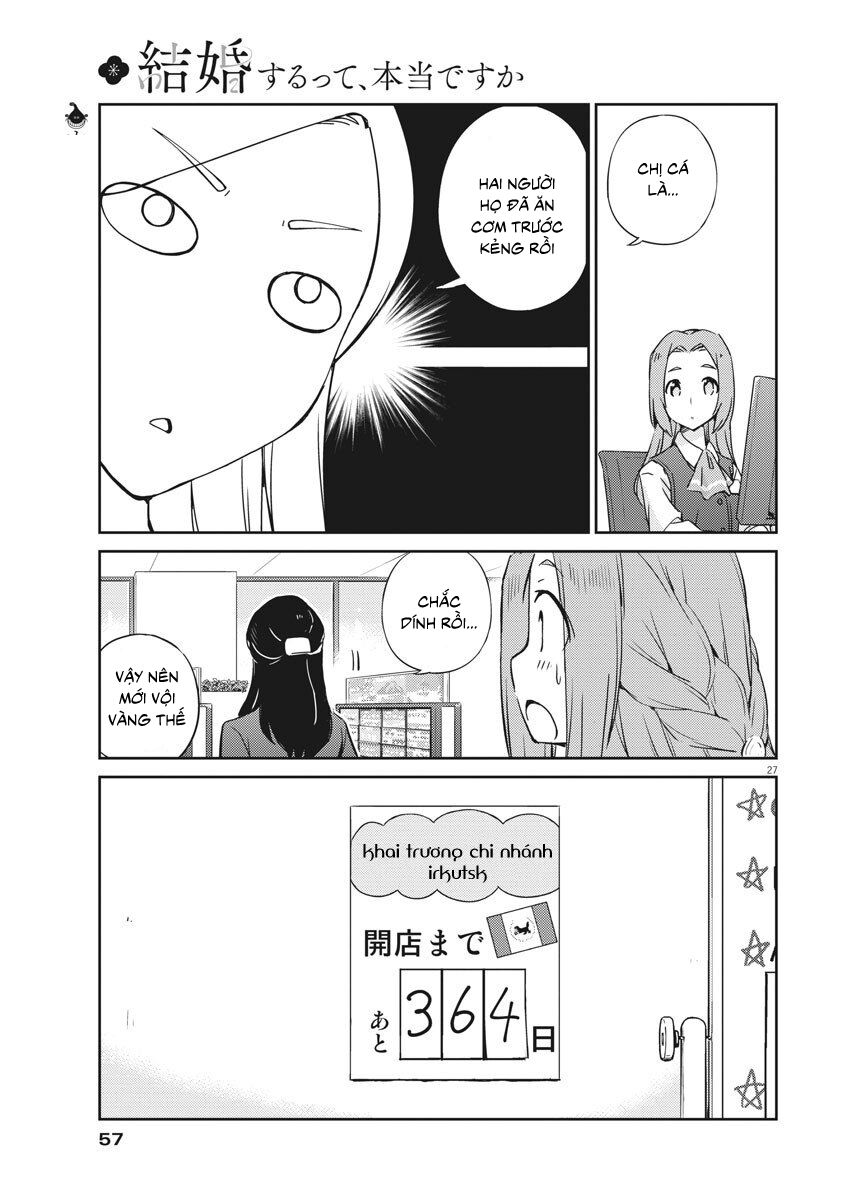 結婚するって、本当ですか
CHỊ CÁ
LÀ...
HAI NGƯỜI
HỌ ĐÃ ĂN
CƠM TRƯỚC
KẺNG RỒI
CHẮC
DÍNH RỒI...
VẬY NÊN
MỚI VỘI
VÀNG THẾ
27
khai trương chi nhánh
irkutsk
開店まで
あと
364
日
57